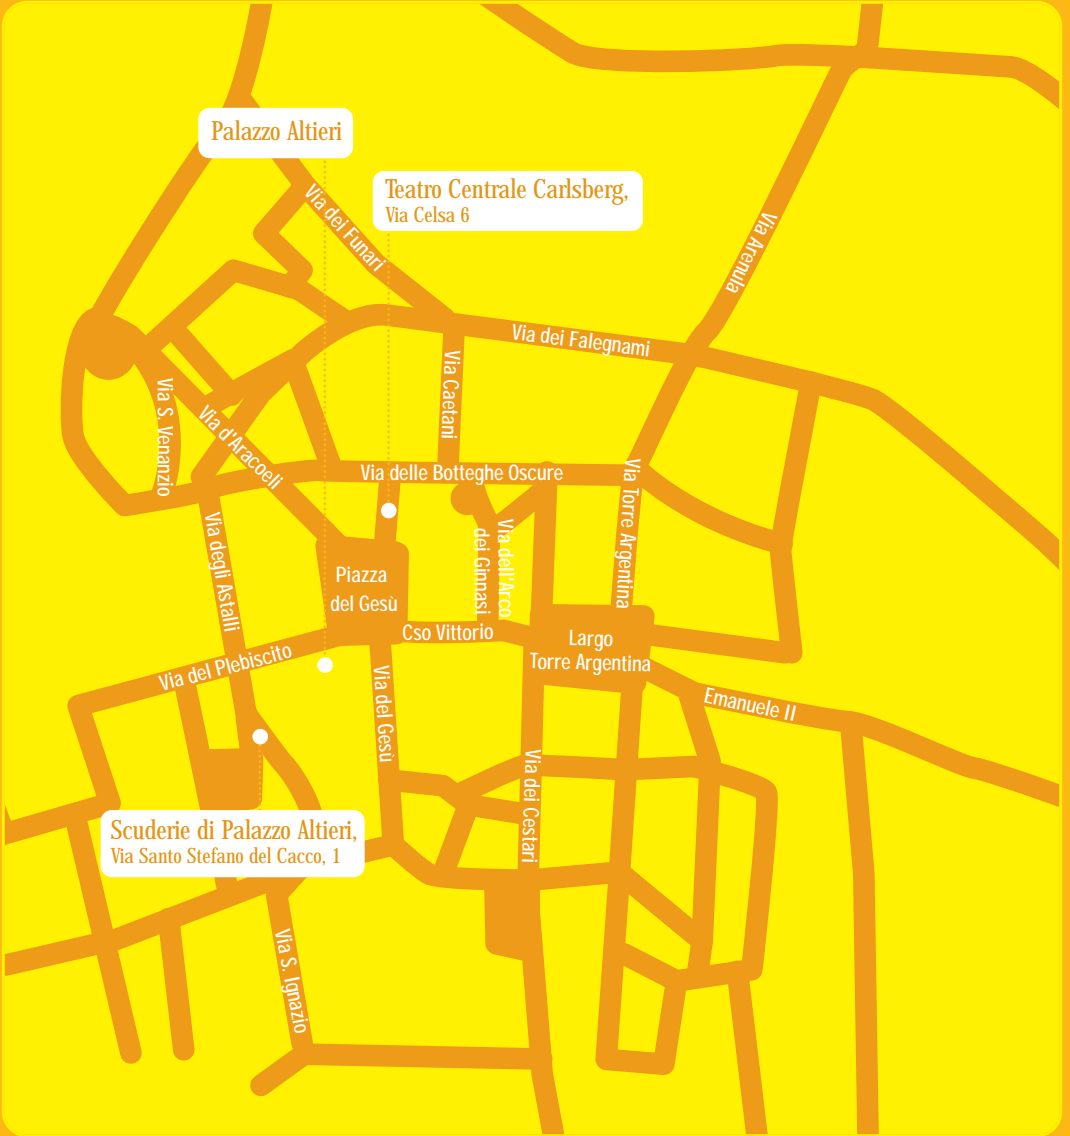 Palazzo Altieri
Teatro Centrale Carlsberg,
Via Celsa 6
Via dei Funari
Via Arenula
Via dei Falegnami
Via Caetani
Via S. Venanzio
Via d'Aracoeli
Via delle Botteghe Oscure
Via Torre Argentina
Via degli Astalli
Via dell'Arco
dei Ginnasi
Piazza
del Gesù
Cso Vittorio
Largo
Torre Argentina
Via del Plebiscito
Via del Gesù
Emanuele II
Via dei Cestari
Scuderie di Palazzo Altieri,
Via Santo Stefano del Cacco, 1
Via S. Ignazio